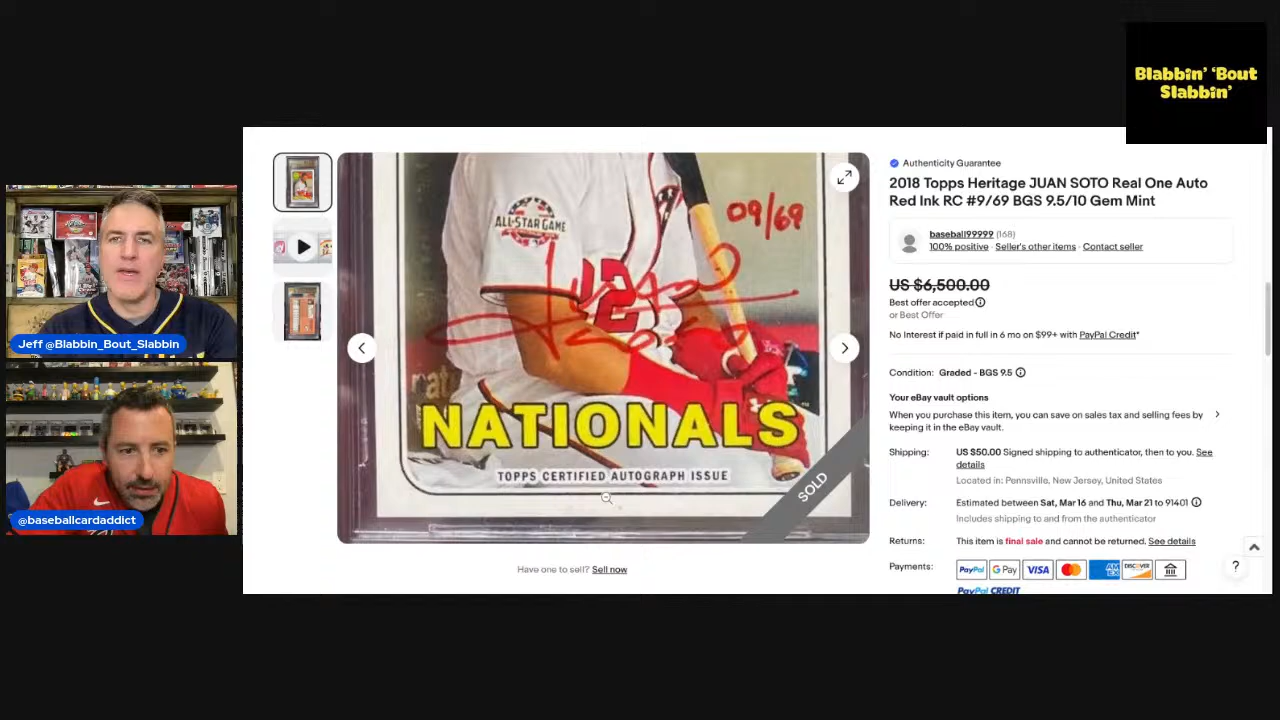 Blabbin' 'Bout
Slabbin'
Authenticity Guarantee
2018 Topps Heritage JUAN SOTO Real One Auto
Red Ink RC #9/69 BGS 9.5/10 Gem Mint
baseball99999 (168)
100% positive · Seller's other items · Contact seller
US $6,500.00
Best offer accepted
or Best Offer
No Interest if paid in full in 6 mo on $99+ with PayPal Credit*
Condition: Graded - BGS 9.5
Your eBay vault options
When you purchase this item, you can save on sales tax and selling fees by
keeping it in the eBay vault.
Shipping: US $50.00 Signed shipping to authenticator, then to you. See
details
Located in: Pennsville, New Jersey, United States
Delivery: Estimated between Sat, Mar 16 and Thu, Mar 21 to 91401
Includes shipping to and from the authenticator
Returns: This item is final sale and cannot be returned. See details
Payments: PayPal G Pay VISA AM EX DISCOVER
PayPal CREDIT
?
ALL-STAR GAME
09/69
Juan
Soto
NATIONALS
TOPPS CERTIFIED AUTOGRAPH ISSUE
SOLD
Have one to sell? Sell now
Jeff @Blabbin_Bout_Slabbin
@baseballcardaddict